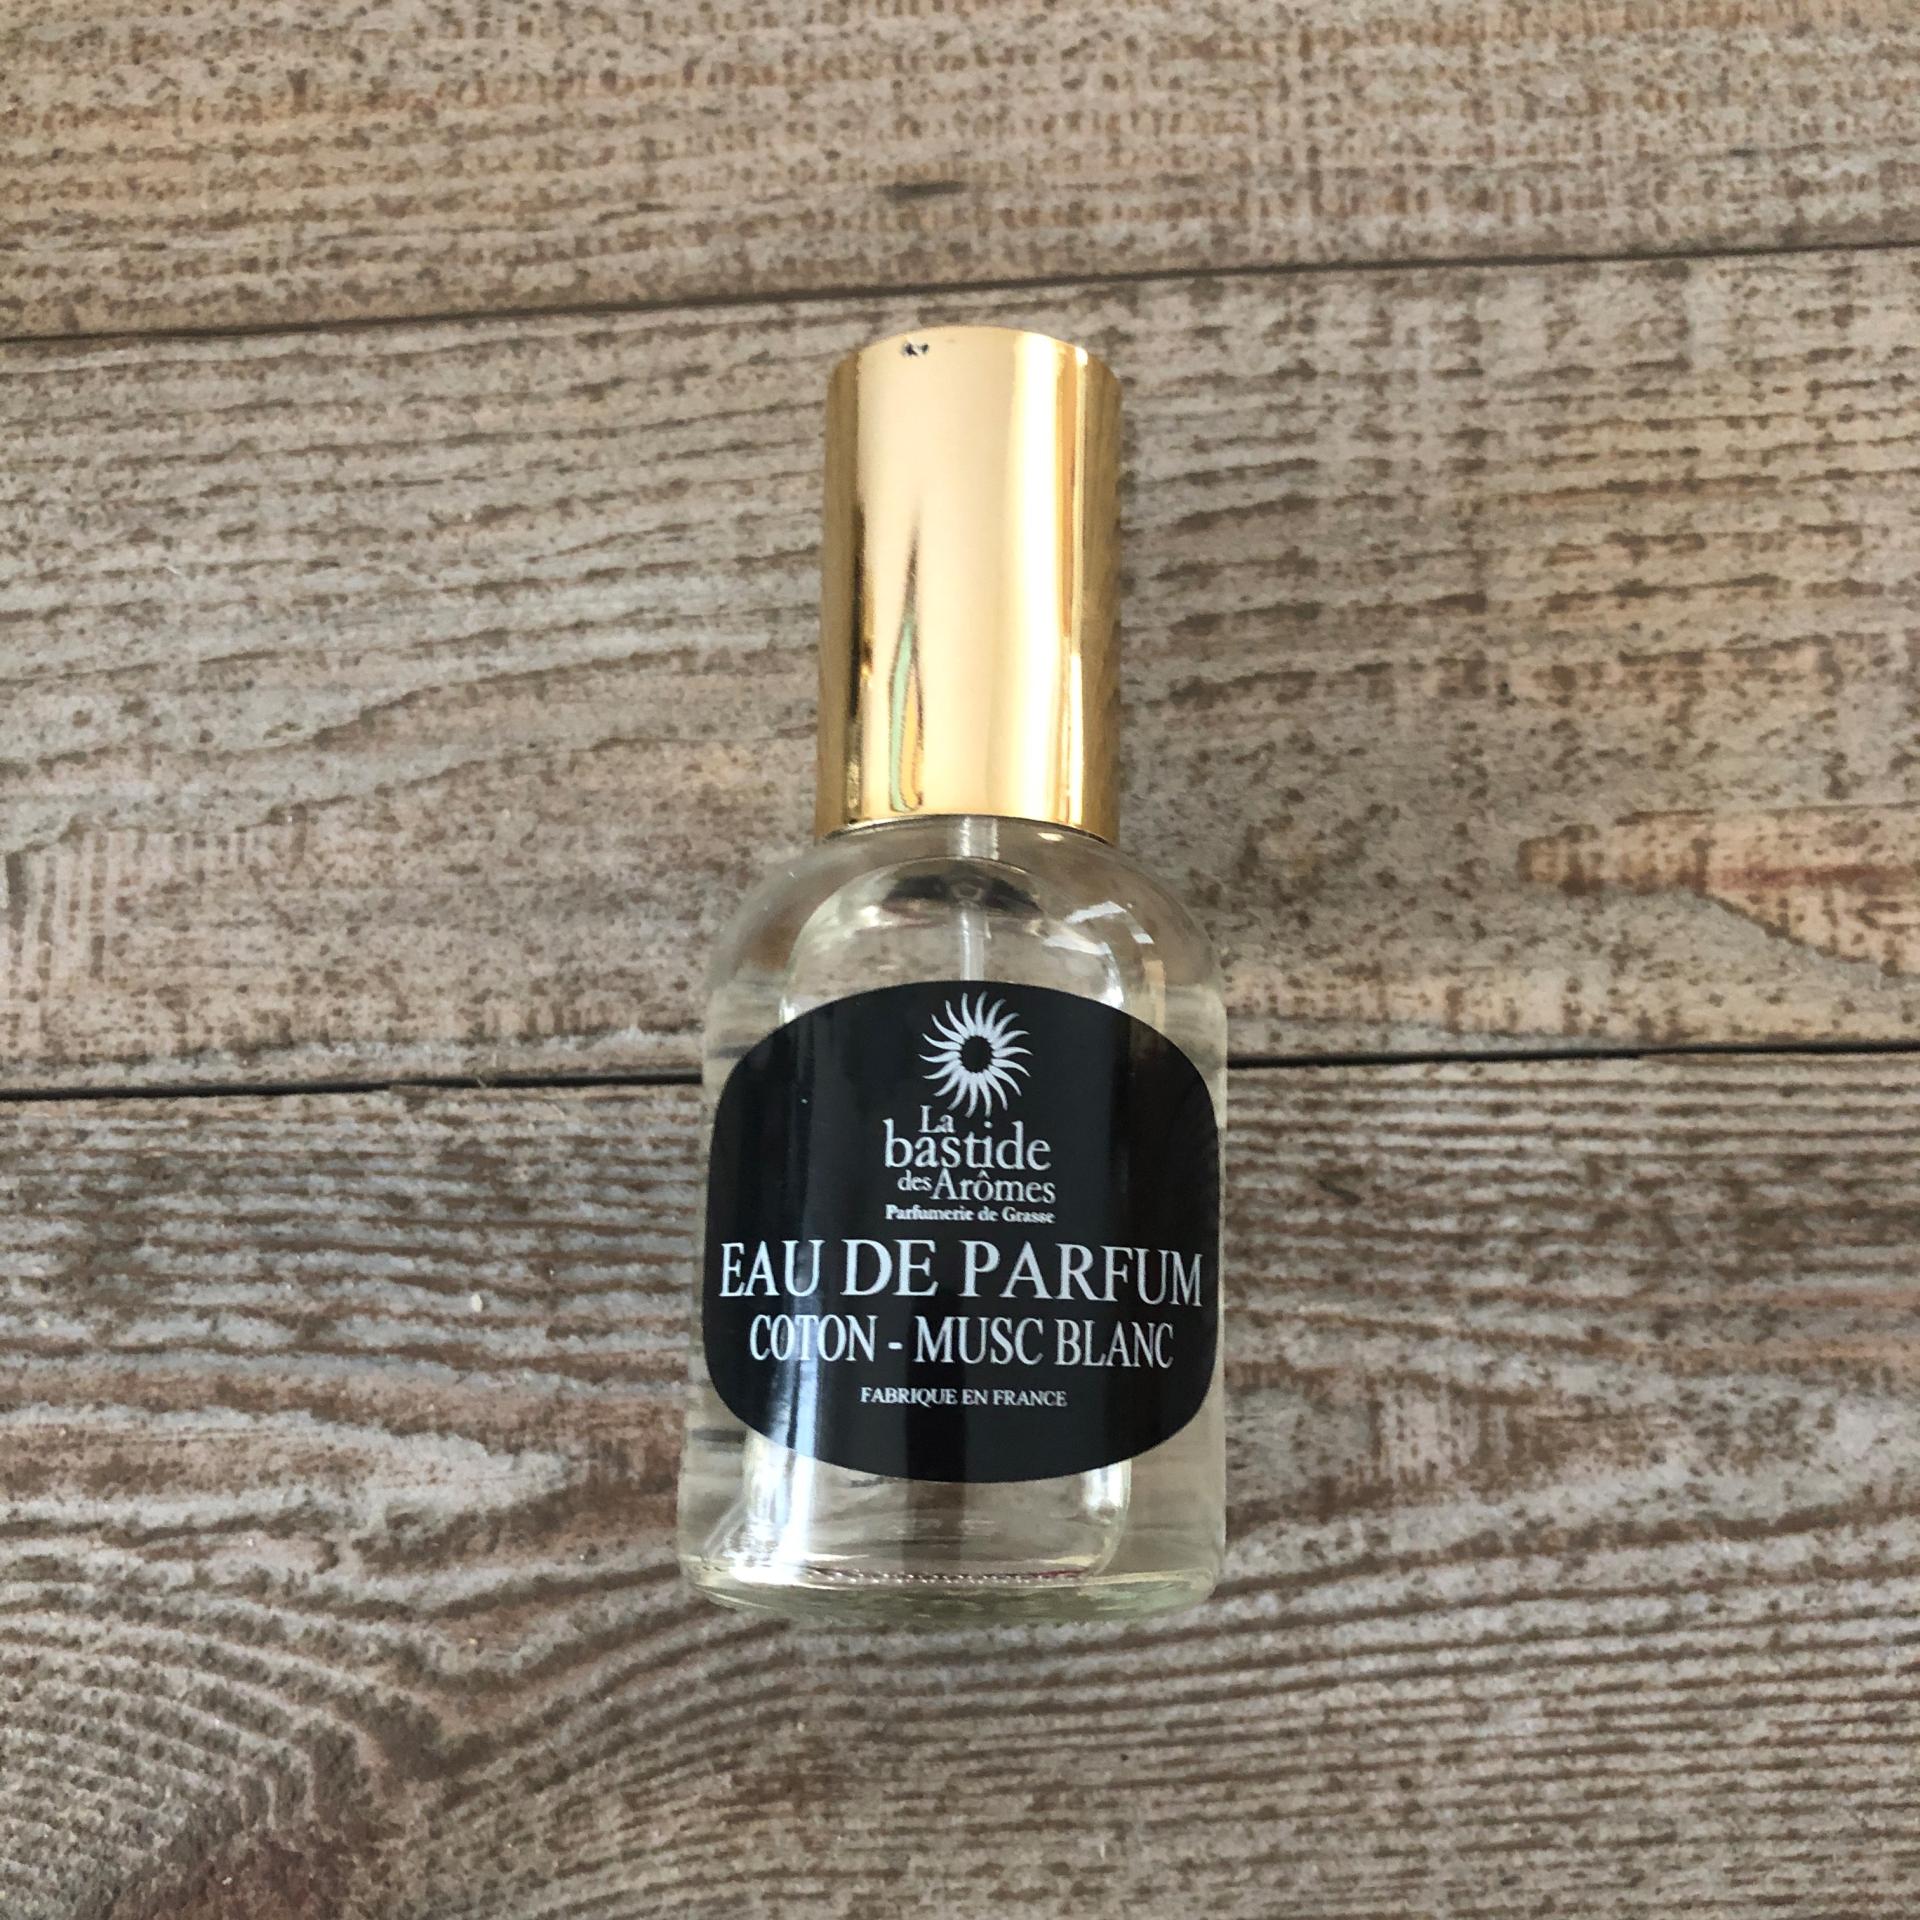 La
bastide
des Arômes
Parfumerie de Grasse
EAU DE PARFUM
COTON - MUSC BLANC
FABRIQUE EN FRANCE